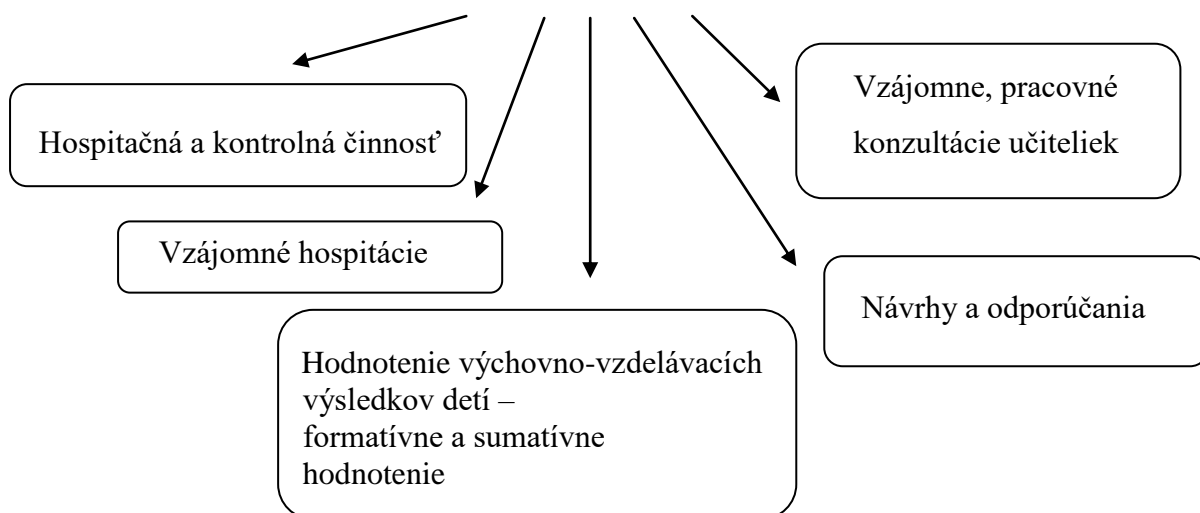 Hospitačná a kontrolná činnosť
Vzájomne, pracovné
konzultácie učiteliek
Vzájomné hospitácie
Návrhy a odporúčania
Hodnotenie výchovno-vzdelávacích
výsledkov detí –
formatívne a sumatívne
hodnotenie